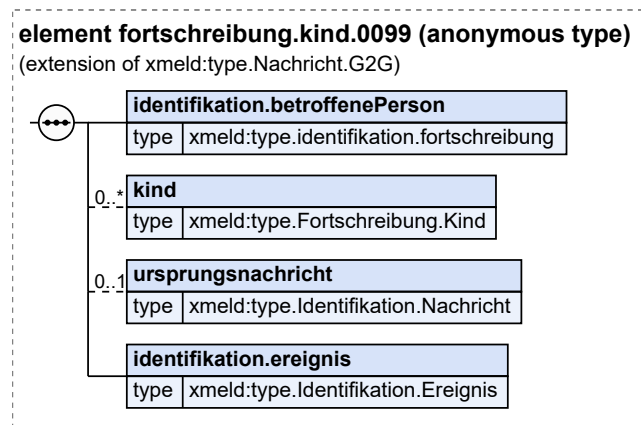 element fortschreibung.kind.0099 (anonymous type)
(extension of xmeld:type.Nachricht.G2G)
identifikation.betroffenePerson
type xmeld:type.identifikation.fortschreibung
0..* kind
type xmeld:type.Fortschreibung.Kind
0..1 ursprungsnachricht
type xmeld:type.Identifikation.Nachricht
identifikation.ereignis
type xmeld:type.Identifikation.Ereignis